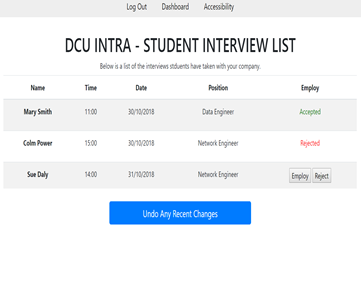 Log Out Dashboard Accessibility
DCU INTRA - STUDENT INTERVIEW LIST
Below is a list of the interviews stduents have taken with your company.
Name Time Date Position Employ
Mary Smith 11:00 30/10/2018 Data Engineer Accepted
Colm Power 15:00 30/10/2018 Network Engineer Rejected
Sue Daly 14:00 31/10/2018 Network Engineer Employ Reject
Undo Any Recent Changes